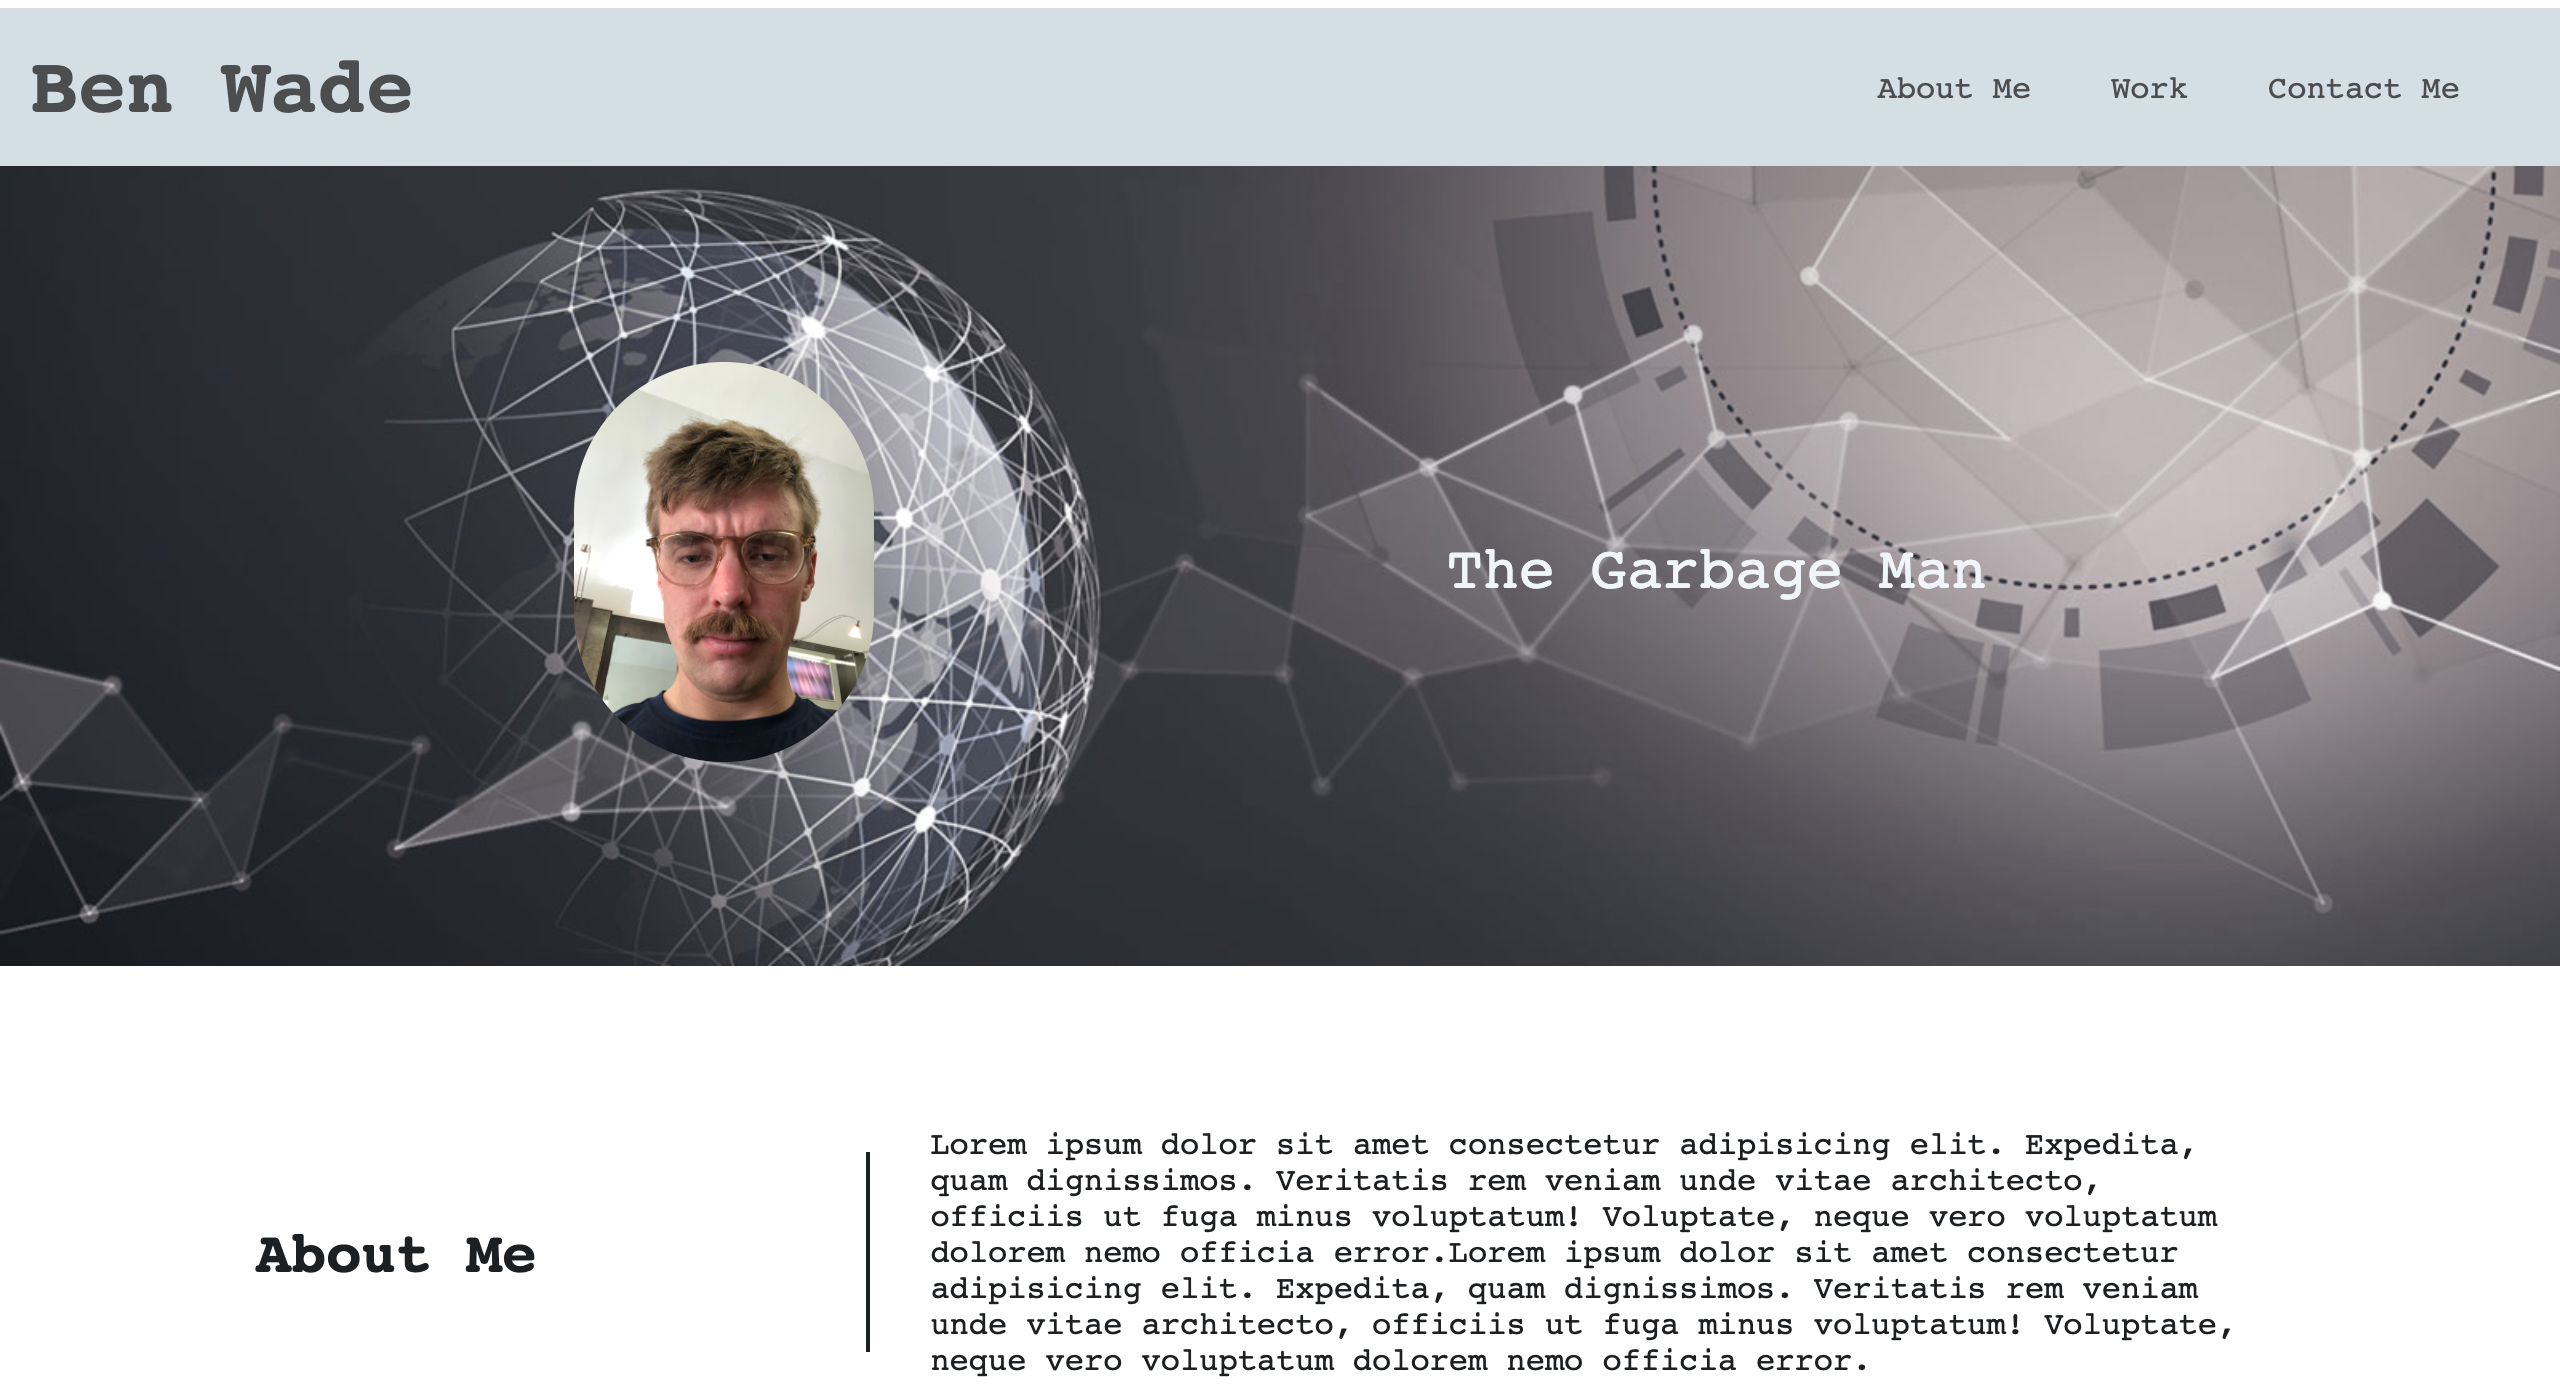 Ben Wade
About Me
Work
Contact Me
The Garbage Man
About Me
Lorem ipsum dolor sit amet consectetur adipisicing elit. Expedita,
quam dignissimos. Veritatis rem veniam unde vitae architecto,
officiis ut fuga minus voluptatum! Voluptate, neque vero voluptatum
dolorem nemo officia error.Lorem ipsum dolor sit amet consectetur
adipisicing elit. Expedita, quam dignissimos. Veritatis rem veniam
unde vitae architecto, officiis ut fuga minus voluptatum! Voluptate,
neque vero voluptatum dolorem nemo officia error.